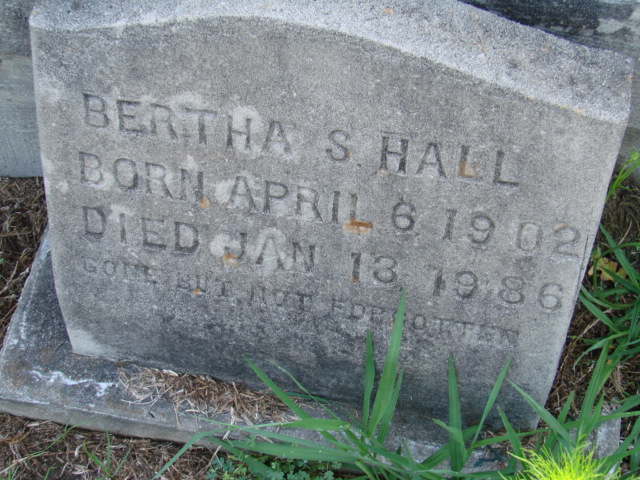 BERTHA S. HALL
BORN APRIL 6 1902
DIED JAN 13 1986
GONE BUT NOT FORGOTTEN